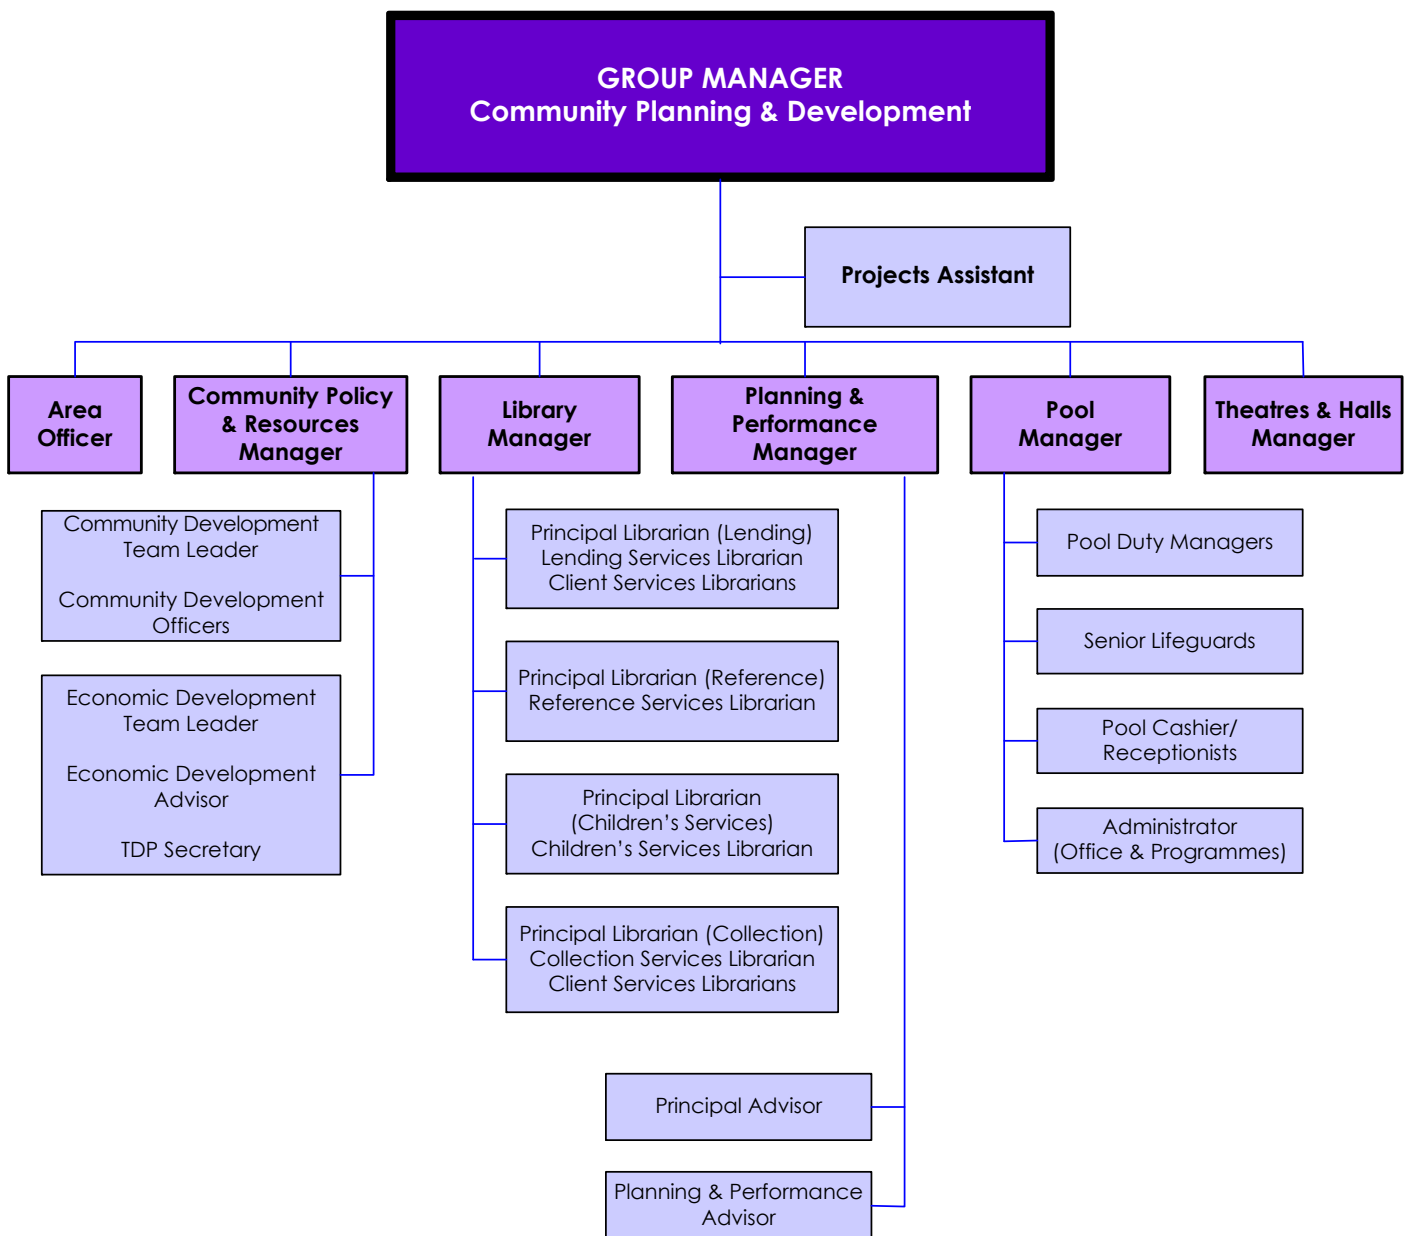 GROUP MANAGER
Community Planning & Development
Projects Assistant
Area
Officer
Community Policy
& Resources
Manager
Library
Manager
Planning &
Performance
Manager
Pool
Manager
Theatres & Halls
Manager
Community Development
Team Leader
Community Development
Officers
Economic Development
Team Leader
Economic Development
Advisor
TDP Secretary
Principal Librarian (Lending)
Lending Services Librarian
Client Services Librarians
Principal Librarian (Reference)
Reference Services Librarian
Principal Librarian
(Children’s Services)
Children’s Services Librarian
Principal Librarian (Collection)
Collection Services Librarian
Client Services Librarians
Principal Advisor
Planning & Performance
Advisor
Pool Duty Managers
Senior Lifeguards
Pool Cashier/
Receptionists
Administrator
(Office & Programmes)